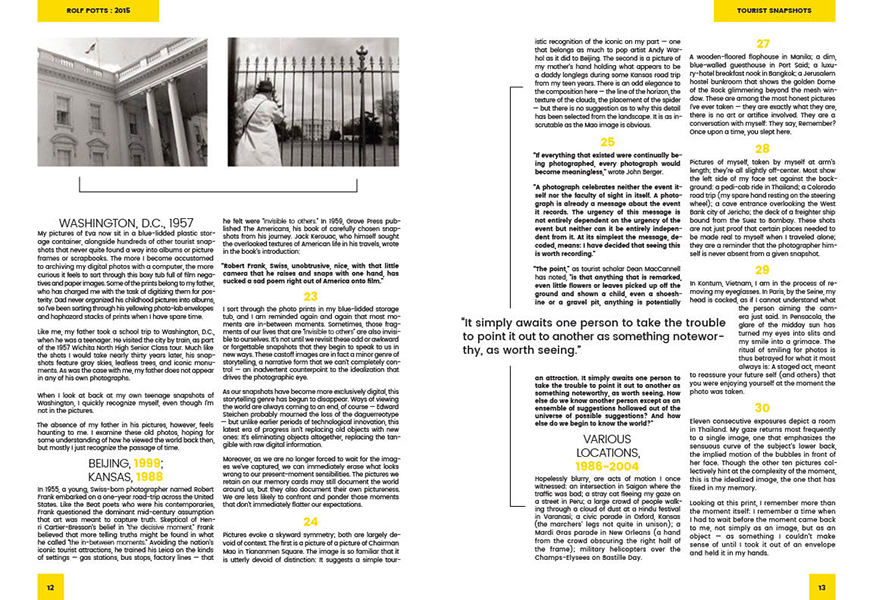 ROLF POTTS : 2015
WASHINGTON, D.C., 1957
My pictures of Eva now sit in a blue-lidded plastic stor-
age container, alongside hundreds of other tourist snap-
shots that never quite found a way into albums or picture
frames or scrapbooks. The more I become accustomed
to archiving my digital photos with a computer, the more
curious it feels to sort through this boxy tub full of film nega-
tives and paper images. Some of the prints belong to my father,
who has charged me with the task of digitizing them for pos-
terity. Dad never organized his childhood pictures into albums,
so I've been sorting through his yellowing photo-lab envelopes
and haphazard stacks of prints when I have spare time.
Like me, my father took a school trip to Washington, D.C.,
when he was a teenager. He visited the city by train, as part
of the 1957 Wichita North High Senior Class tour. Much like
the shots I would take nearly thirty years later, his snap-
shots feature gray skies, leafless trees, and iconic monu-
ments. As was the case with me, my father does not appear
in any of his own photographs.
When I look back at my own teenage snapshots of
Washington, I quickly recognize myself, even though I'm
not in the pictures.
The absence of my father in his pictures, however, feels
haunting to me. I examine these old photos, hoping for
some understanding of how he viewed the world back then,
but mostly I just recognize the passage of time.
BEIJING, 1999;
KANSAS, 1988
In 1955, a young, Swiss-born photographer named Robert
Frank embarked on a one-year road-trip across the United
States. Like the Beat poets who were his contemporaries,
Frank questioned the dominant mid-century assumption
that art was meant to capture truth. Skeptical of Hen-
ri Cartier-Bresson's belief in "the decisive moment," Frank
believed that more telling truths might be found in what
he called "the in-between moments." Avoiding the nation's
iconic tourist attractions, he trained his Leica on the kinds
of settings — gas stations, bus stops, factory lines — that
he felt were "invisible to others." In 1959, Grove Press pub-
lished The Americans, his book of carefully chosen snap-
shots from his journey. Jack Kerouac, who himself sought
the overlooked textures of American life in his travels, wrote
in the book's introduction:
"Robert Frank, Swiss, unobtrusive, nice, with that little
camera that he raises and snaps with one hand, has
sucked a sad poem right out of America onto film."
23
I sort through the photo prints in my blue-lidded storage
tub, and I am reminded again and again that most mo-
ments are in-between moments. Sometimes, those frag-
ments of our lives that are "invisible to others" are also invisi-
ble to ourselves. It's not until we revisit these odd or awkward
or forgettable snapshots that they begin to speak to us in
new ways. These castoff images are in fact a minor genre of
storytelling, a narrative form that we can't completely con-
trol — an inadvertent counterpoint to the idealization that
drives the photographic eye.
As our snapshots have become more exclusively digital, this
storytelling genre has begun to disappear. Ways of viewing
the world are always coming to an end, of course — Edward
Steichen probably mourned the loss of the daguerreotype
— but unlike earlier periods of technological innovation, this
latest era of progress isn't replacing old objects with new
ones: It's eliminating objects altogether, replacing the tan-
gible with raw digital information.
Moreover, as we are no longer forced to wait for the imag-
es we've captured, we can immediately erase what looks
wrong to our present-moment sensibilities. The pictures we
retain on our memory cards may still document the world
around us, but they also document their own pictureness.
We are less likely to confront and ponder those moments
that don't immediately flatter our expectations.
24
Pictures evoke a skyward symmetry; both are largely de-
void of context. The first is a picture of a picture of Chairman
Mao in Tiananmen Square. The image is so familiar that it
is utterly devoid of distinction: It suggests a simple tour-
12
TOURIST SNAPSHOTS
istic recognition of the iconic on my part — one
that belongs as much to pop artist Andy War-
hol as it did to Beijing. The second is a picture of
my mother's hand holding what appears to be
a daddy longlegs during some Kansas road trip
from my teen years. There is an odd elegance to
the composition here — the line of the horizon, the
texture of the clouds, the placement of the spider
— but there is no suggestion as to why this detail
has been selected from the landscape. It is as in-
scrutable as the Mao image is obvious.
25
"If everything that existed were continually be-
ing photographed, every photograph would
become meaningless," wrote John Berger.
"A photograph celebrates neither the event it-
self nor the faculty of sight in itself. A photo-
graph is already a message about the event
it records. The urgency of this message is
not entirely dependent on the urgency of the
event but neither can it be entirely indepen-
dent from it. At its simplest the message, de-
coded, means: I have decided that seeing this
is worth recording."
"The point," as tourist scholar Dean MacCannell
has noted, "is that anything that is remarked,
even little flowers or leaves picked up off the
ground and shown a child, even a shoesh-
ine or a gravel pit, anything is potentially
"It simply awaits one person to take the trouble
to point it out to another as something notewor-
thy, as worth seeing."
an attraction. It simply awaits one person to
take the trouble to point it out to another as
something noteworthy, as worth seeing. How
else do we know another person except as an
ensemble of suggestions hollowed out of the
universe of possible suggestions? And how
else do we begin to know the world?"
VARIOUS
LOCATIONS,
1986–2004
Hopelessly blurry, are acts of motion I once
witnessed: an intersection in Saigon where the
traffic was bad; a stray cat fleeing my gaze on
a street in Peru; a large crowd of people walk-
ing through a cloud of dust at a Hindu festival
in Varanasi; a civic parade in Oxford, Kansas
(the marchers' legs not quite in unison); a
Mardi Gras parade in New Orleans (a hand
from the crowd obscuring the right half of
the frame); military helicopters over the
Champs-Elysees on Bastille Day.
27
A wooden-floored flophouse in Manila; a dim,
blue-walled guesthouse in Port Said; a luxu-
ry-hotel breakfast nook in Bangkok; a Jerusalem
hostel bunkroom that shows the golden Dome
of the Rock glimmering beyond the mesh win-
dow. These are among the most honest pictures
I've ever taken — they are exactly what they are,
there is no art or artifice involved. They are a
conversation with myself: They say, Remember?
Once upon a time, you slept here.
28
Pictures of myself, taken by myself at arm's
length; they're all slightly off-center. Most show
the left side of my face set against the back-
ground: a pedi-cab ride in Thailand; a Colorado
road trip (my spare hand resting on the steering
wheel); a cave entrance overlooking the West
Bank city of Jericho; the deck of a freighter ship
bound from the Suez to Bombay. These shots
are not just proof that certain places needed to
be made real to myself when I traveled alone;
they are a reminder that the photographer him-
self is never absent from a given snapshot.
29
In Kontum, Vietnam, I am in the process of re-
moving my eyeglasses. In Paris, by the Seine, my
head is cocked, as if I cannot understand what
the person aiming the cam-
era just said. In Pensacola, the
glare of the midday sun has
turned my eyes into slits and
my smile into a grimace. The
ritual of smiling for photos is
thus betrayed for what it most
always is: A staged act, meant
to reassure your future self (and others) that
you were enjoying yourself at the moment the
photo was taken.
30
Eleven consecutive exposures depict a room
in Thailand. My gaze returns most frequently
to a single image, one that emphasizes the
sensuous curve of the subject's lower back,
the implied motion of the bubbles in front of
her face. Though the other ten pictures col-
lectively hint at the complexity of the moment,
this is the idealized image, the one that has
fixed in my memory.
Looking at this print, I remember more than
the moment itself: I remember a time when
I had to wait before the moment came back
to me, not simply as an image, but as an
object — as something I couldn't make
sense of until I took it out of an envelope
and held it in my hands.
13